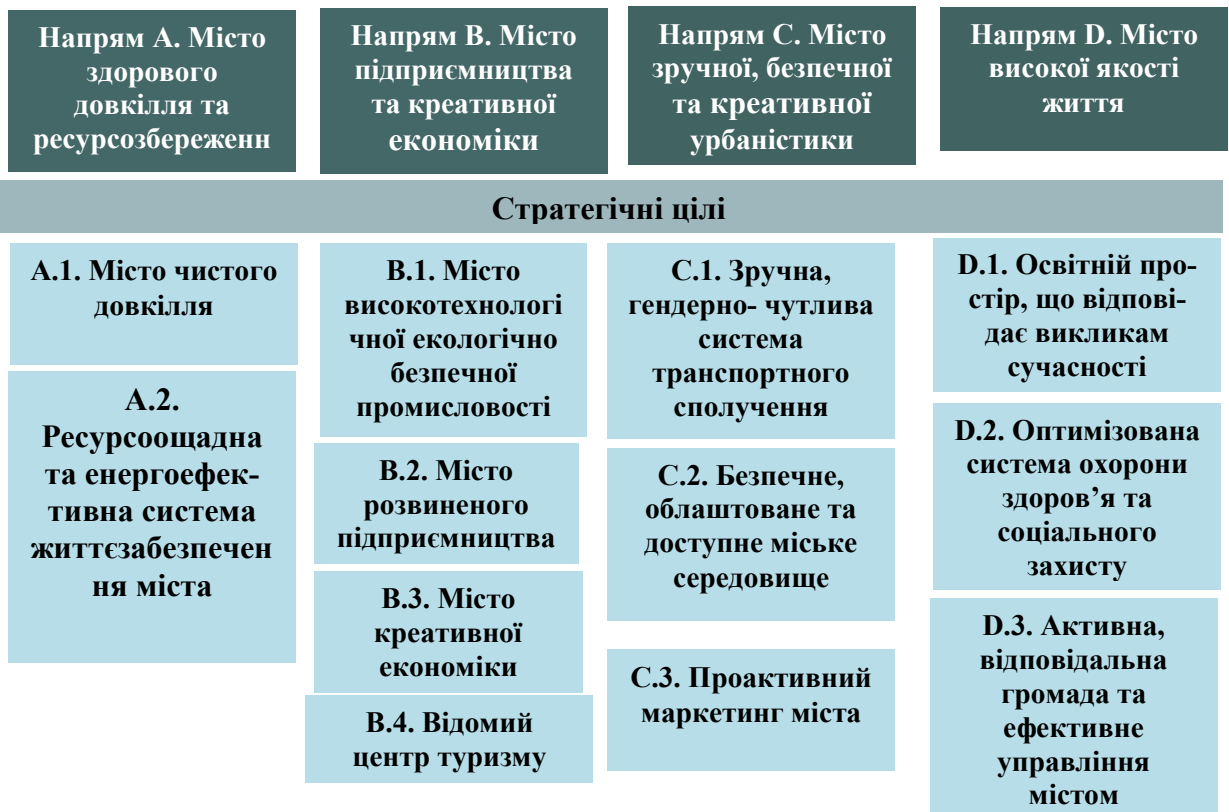 Напрям А. Місто
здорового
довкілля та
ресурсозбереженн
Напрям В. Місто
підприємництва
та креативної
економіки
Напрям С. Місто
зручної, безпечної
та креативної
урбаністики
Напрям D. Місто
високої якості
життя
Стратегічні цілі
А.1. Місто чистого
довкілля
А.2.
Ресурсоощадна
та енергоефек-
тивна система
життєзабезпечен
ня міста
В.1. Місто
високотехнологі
чної екологічно
безпечної
промисловості
В.2. Місто
розвиненого
підприємництва
В.3. Місто
креативної
економіки
В.4. Відомий
центр туризму
С.1. Зручна,
гендерно- чутлива
система
транспортного
сполучення
С.2. Безпечне,
облаштоване та
доступне міське
середовище
С.3. Проактивний
маркетинг міста
D.1. Освітній про-
стір, що відпові-
дає викликам
сучасності
D.2. Оптимізована
система охорони
здоров’я та
соціального
захисту
D.3. Активна,
відповідальна
громада та
ефективне
управління
містом